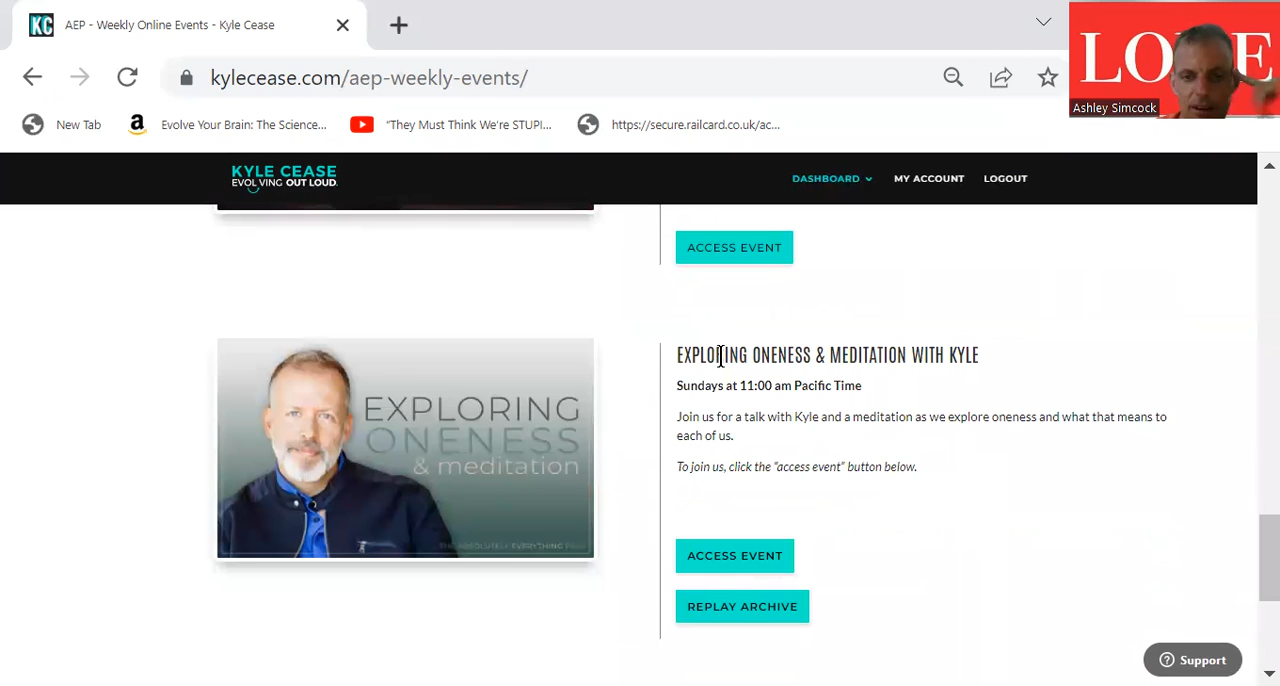 AEP - Weekly Online Events - Kyle Cease
kylecease.com/aep-weekly-events/
New Tab
Evolve Your Brain: The Science...
"They Must Think We're STUPI...
https://secure.railcard.co.uk/ac...
Ashley Simcock
KYLE CEASE
EVOLVING OUT LOUD.
DASHBOARD
MY ACCOUNT
LOGOUT
ACCESS EVENT
EXPLORING
ONENESS
& meditation
THE ABSOLUTELY EVERYTHING
EXPLORING ONENESS & MEDITATION WITH KYLE
Sundays at 11:00 am Pacific Time
Join us for a talk with Kyle and a meditation as we explore oneness and what that means to
each of us.
To join us, click the "access event" button below.
ACCESS EVENT
REPLAY ARCHIVE
Support